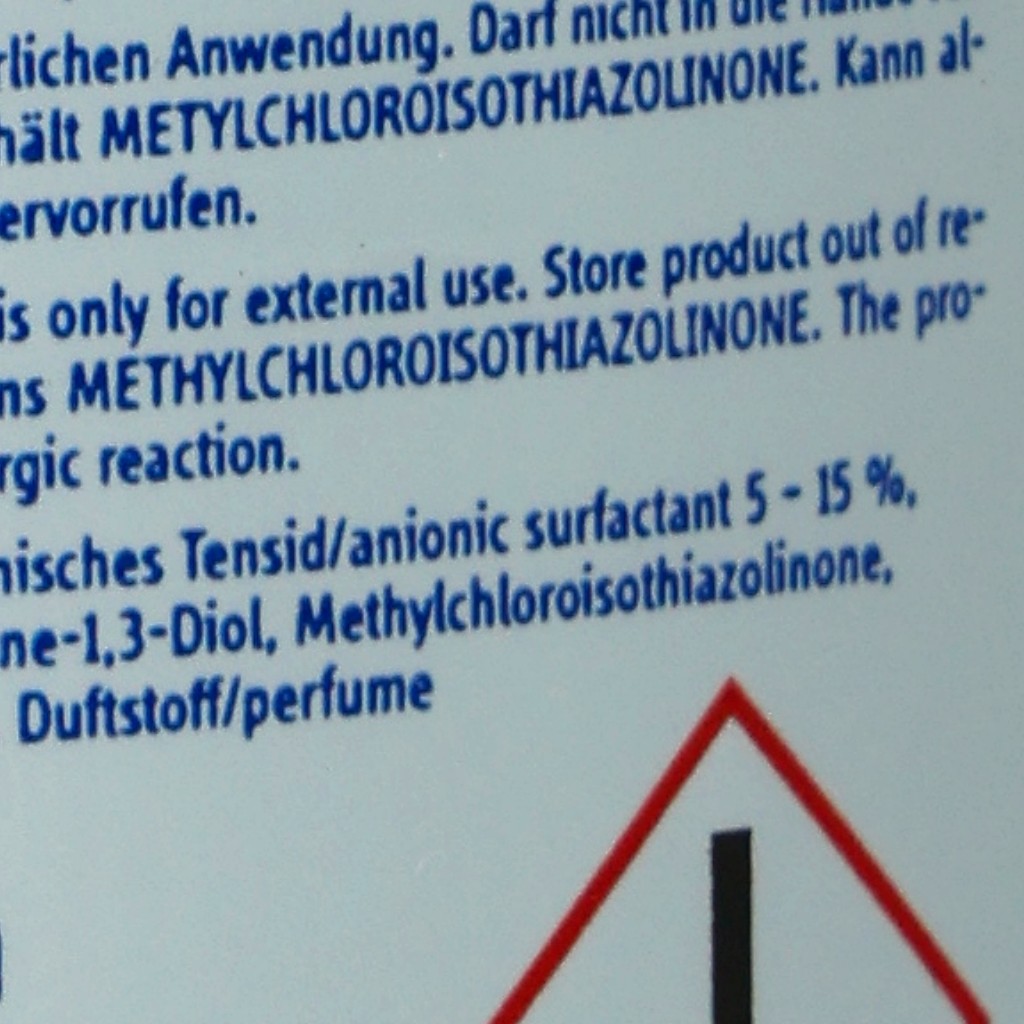 rlichen Anwendung. Darf nicht in die
hält METYLCHLOROISOTHIAZOLINONE. Kann al-
ervorrufen.
is only for external use. Store product out of re-
ns METHYLCHLOROISOTHIAZOLINONE. The pro-
rgic reaction.
nisches Tensid/anionic surfactant 5 - 15 %,
ne-1,3-Diol, Methylchloroisothiazolinone,
Duftstoff/perfume